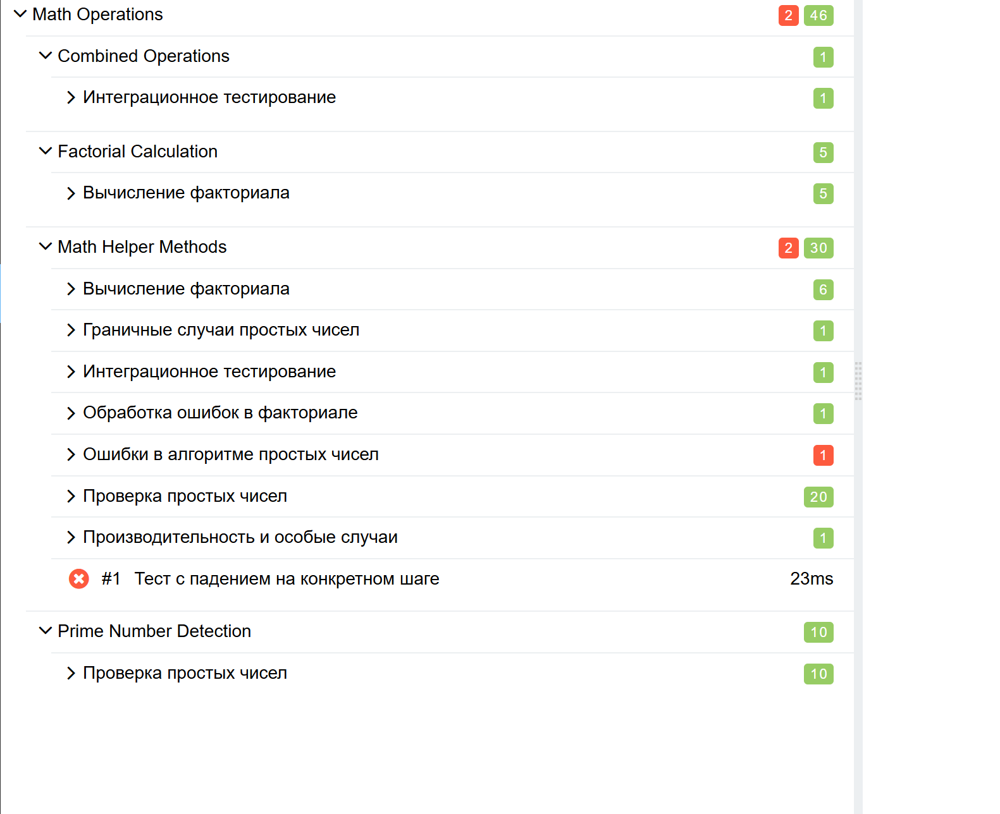 Math Operations 2 46
Combined Operations 1
Интеграционное тестирование 1
Factorial Calculation 5
Вычисление факториала 5
Math Helper Methods 2 30
Вычисление факториала 6
Граничные случаи простых чисел 1
Интеграционное тестирование 1
Обработка ошибок в факториале 1
Ошибки в алгоритме простых чисел 1
Проверка простых чисел 20
Производительность и особые случаи 1
#1 Тест с падением на конкретном шаге 23ms
Prime Number Detection 10
Проверка простых чисел 10